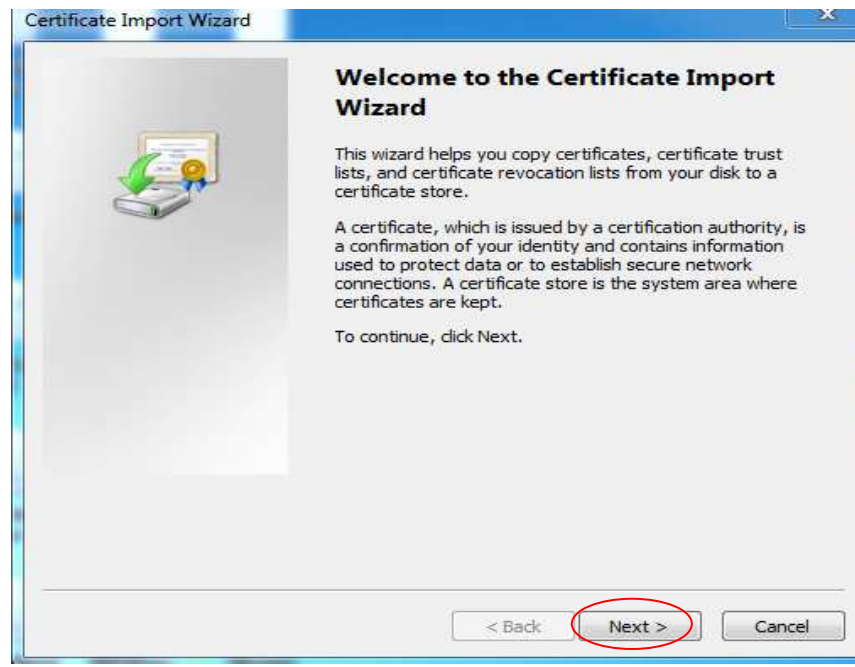 Certificate Import Wizard
Welcome to the Certificate Import
Wizard
This wizard helps you copy certificates, certificate trust
lists, and certificate revocation lists from your disk to a
certificate store.
A certificate, which is issued by a certification authority, is
a confirmation of your identity and contains information
used to protect data or to establish secure network
connections. A certificate store is the system area where
certificates are kept.
To continue, click Next.
< Back Next > Cancel